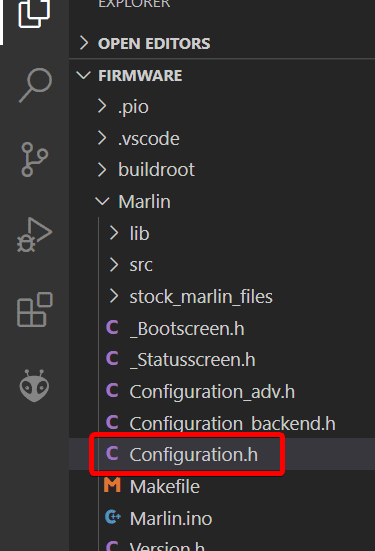 EXPLORER
OPEN EDITORS
FIRMWARE
.pio
.vscode
buildroot
Marlin
lib
src
stock_marlin_files
C _Bootscreen.h
C _Statusscreen.h
C Configuration_adv.h
C Configuration_backend.h
C Configuration.h
M Makefile
C++ Marlin.ino
C Version.h